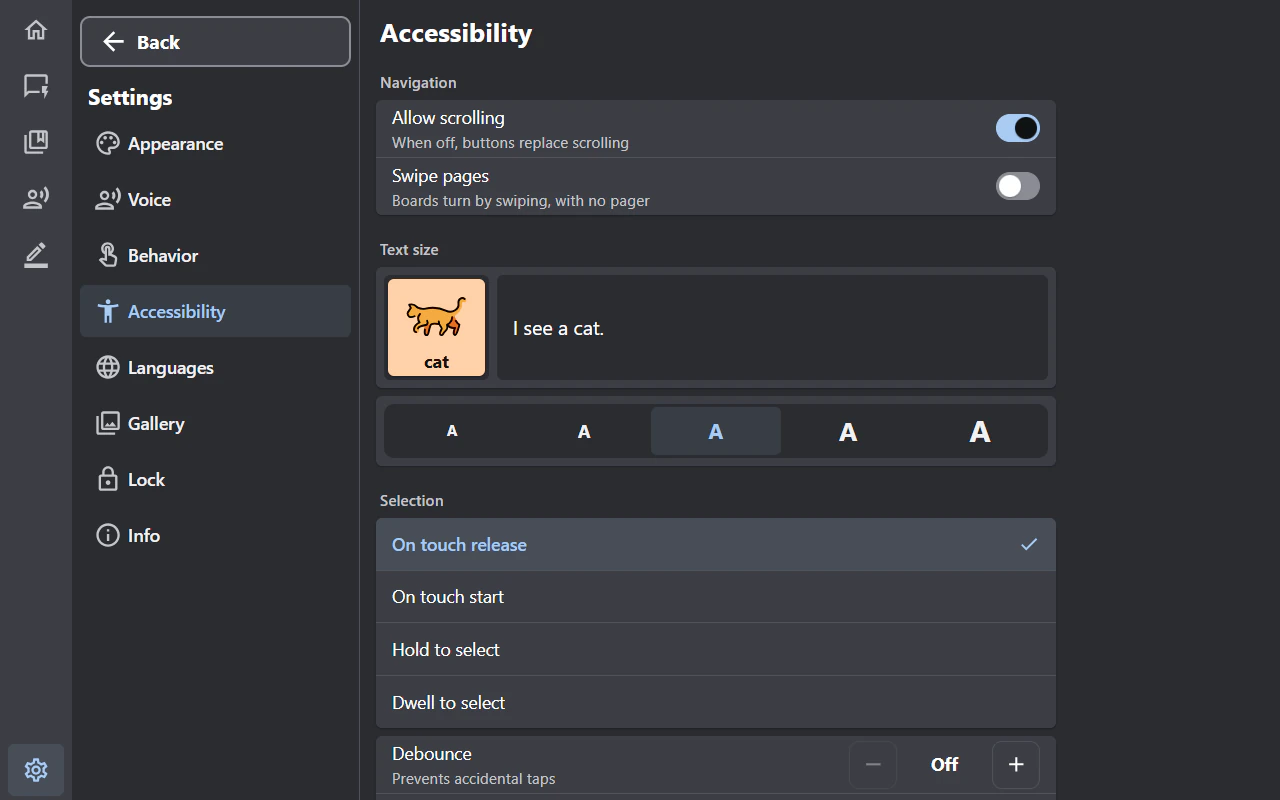 Back
Settings
Appearance
Voice
Behavior
Accessibility
Languages
Gallery
Lock
Info
Accessibility
Navigation
Allow scrolling
When off, buttons replace scrolling
Swipe pages
Boards turn by swiping, with no pager
Text size
cat
I see a cat.
A A A A A
Selection
On touch release
On touch start
Hold to select
Dwell to select
Debounce
Prevents accidental taps
Off